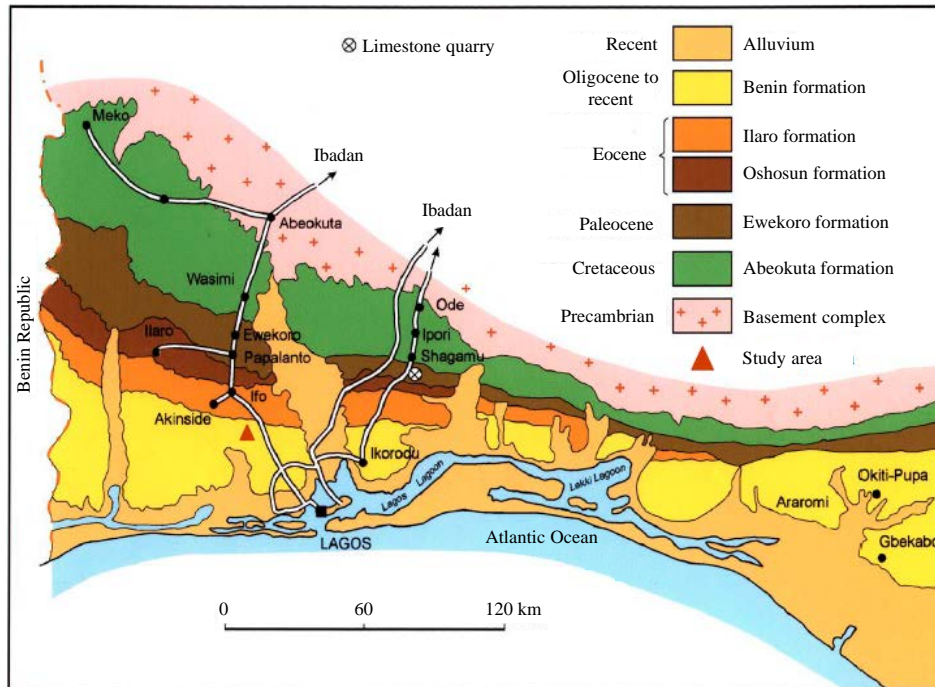 Limestone quarry
Recent Alluvium
Oligocene to
recent
Benin formation
Eocene
Ilaro formation
Oshosun formation
Paleocene Ewekoro formation
Cretaceous Abeokuta formation
Precambrian Basement complex
Study area
Meko
Ibadan
Ibadan
Abeokuta
Wasimi
Ode
Ipori
Shagamu
Ewekoro
Ilaro
Papalanto
Ifo
Akinside
Ikorodu
Benin Republic
Lagos Lagoon
Lekki Lagoon
Okiti-Pupa
Araromi
Gbekabo
LAGOS
Atlantic Ocean
0 60 120 km